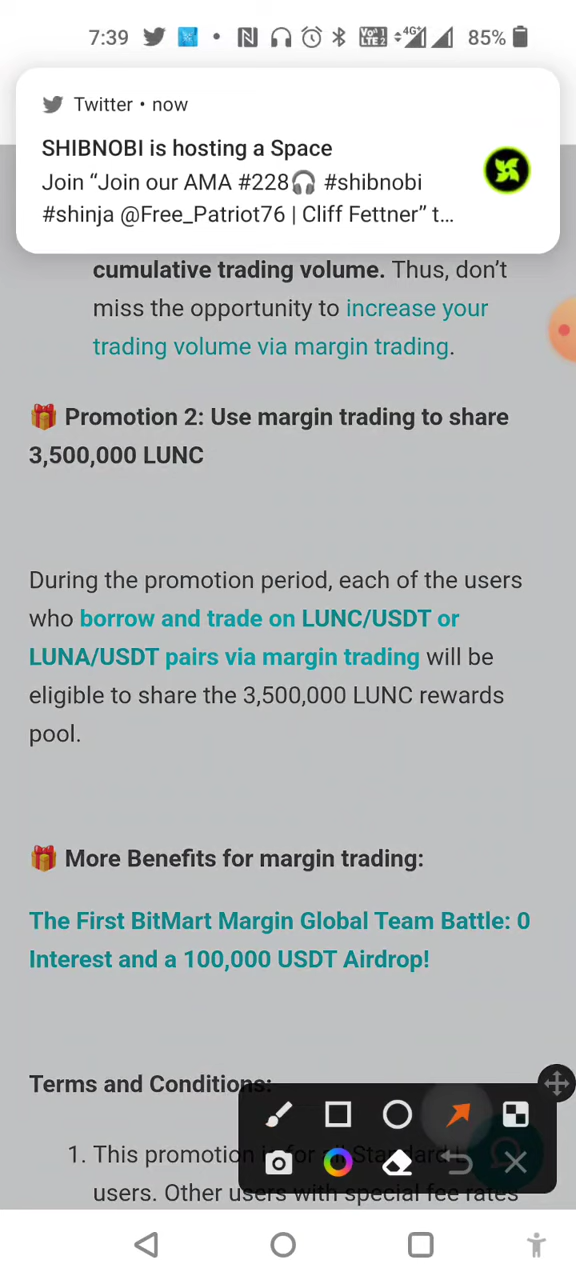 7:39
85%
Twitter • now
SHIBNOBI is hosting a Space
Join “Join our AMA #228🎧 #shibnobi
#shinja @Free_Patriot76 | Cliff Fettner” t...
cumulative trading volume. Thus, don’t
miss the opportunity to increase your
trading volume via margin trading.
🎁 Promotion 2: Use margin trading to share
3,500,000 LUNC
During the promotion period, each of the users
who borrow and trade on LUNC/USDT or
LUNA/USDT pairs via margin trading will be
eligible to share the 3,500,000 LUNC rewards
pool.
🎁 More Benefits for margin trading:
The First BitMart Margin Global Team Battle: 0
Interest and a 100,000 USDT Airdrop!
Terms and Conditions:
1. This promotion is for all Standard
users. Other users with special fee rates